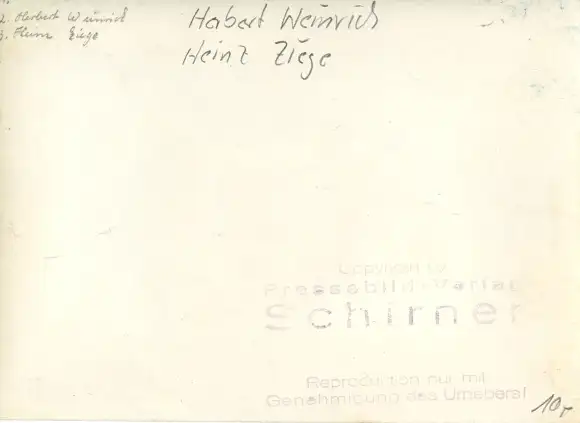 2. Herbert Weinrich
3. Heinz Ziege
Herbert Weinrich
Heinz Ziege
Copyright by
Pressebild-Verlag
Schirner
Reproduktion nur mit
Genehmigung des Urhebers!
10,-